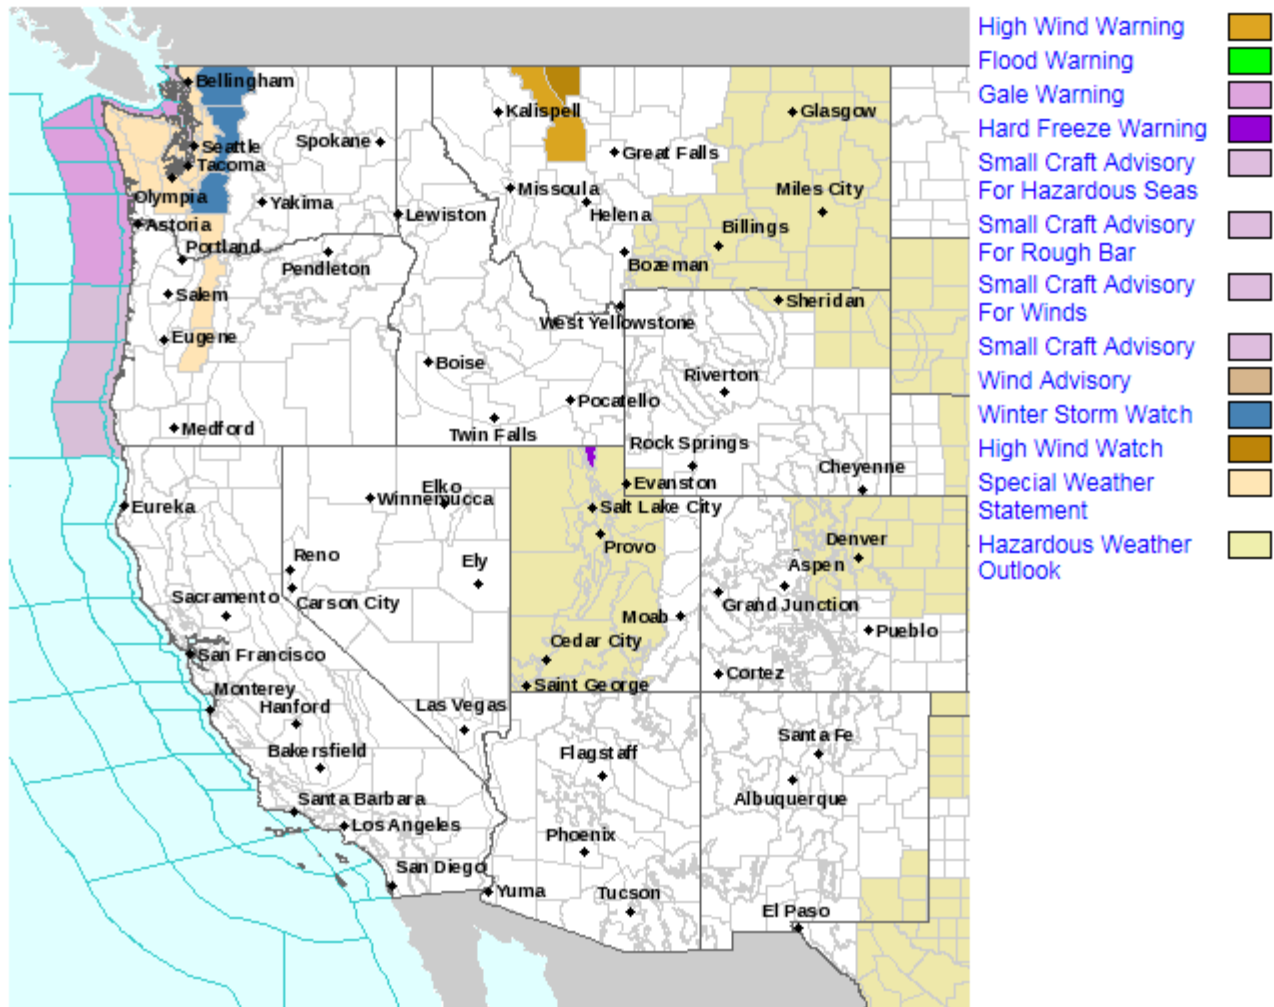 High Wind Warning
Flood Warning
Gale Warning
Hard Freeze Warning
Small Craft Advisory
For Hazardous Seas
Small Craft Advisory
For Rough Bar
Small Craft Advisory
For Winds
Small Craft Advisory
Wind Advisory
Winter Storm Watch
High Wind Watch
Special Weather
Statement
Hazardous Weather
Outlook
Bellingham
Kalispell
Glasgow
Spokane
Seattle
Great Falls
Tacoma
Missoula
Miles City
Olympia
Yakima
Lewiston
Helena
Astoria
Billings
Portland
Pendleton
Bozeman
Salem
Sheridan
West Yellowstone
Eugene
Boise
Riverton
Pocatello
Medford
Twin Falls
Rock Springs
Cheyenne
Elko
Evanston
Winnemucca
Eureka
Salt Lake City
Provo
Denver
Reno
Ely
Aspen
Sacramento
Carson City
Grand Junction
Moab
Pueblo
Cedar City
San Francisco
Cortez
Monterey
Saint George
Hanford
Las Vegas
Santa Fe
Bakersfield
Flagstaff
Santa Barbara
Albuquerque
Los Angeles
Phoenix
San Diego
Yuma
Tucson
El Paso